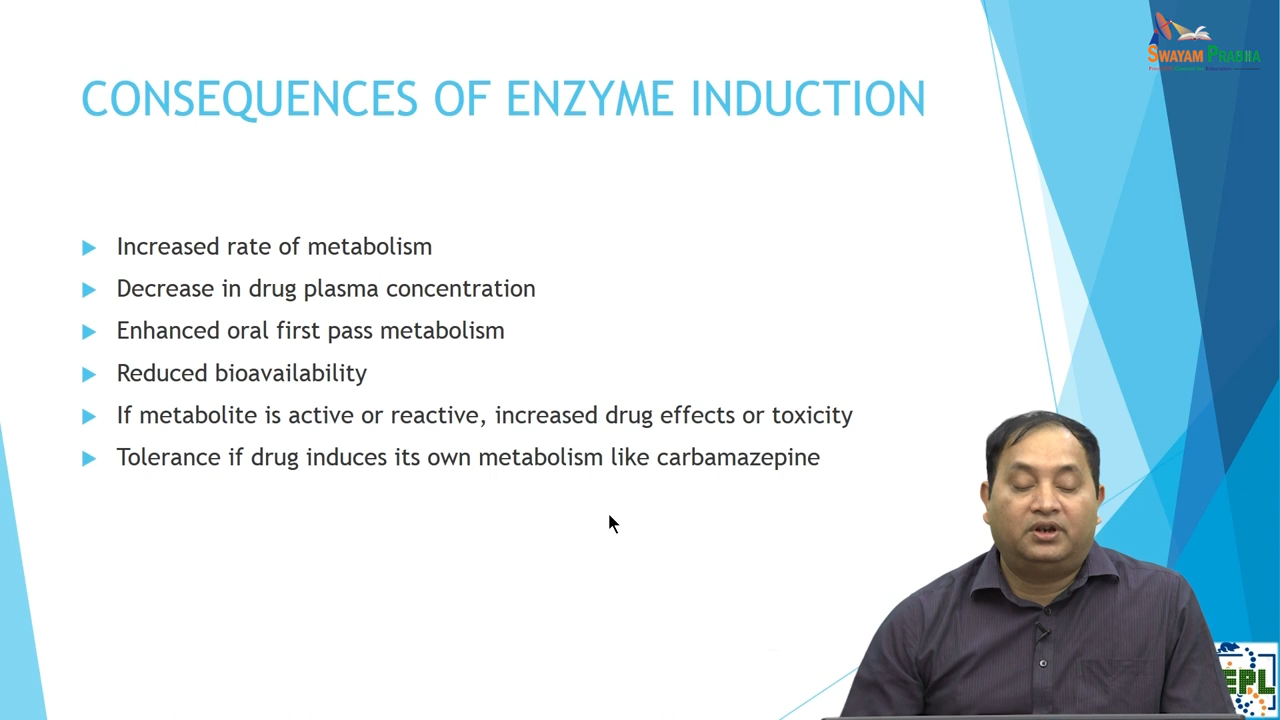 SWAYAM PRABHA
CONSEQUENCES OF ENZYME INDUCTION
Increased rate of metabolism
Decrease in drug plasma concentration
Enhanced oral first pass metabolism
Reduced bioavailability
If metabolite is active or reactive, increased drug effects or toxicity
Tolerance if drug induces its own metabolism like carbamazepine
EPL